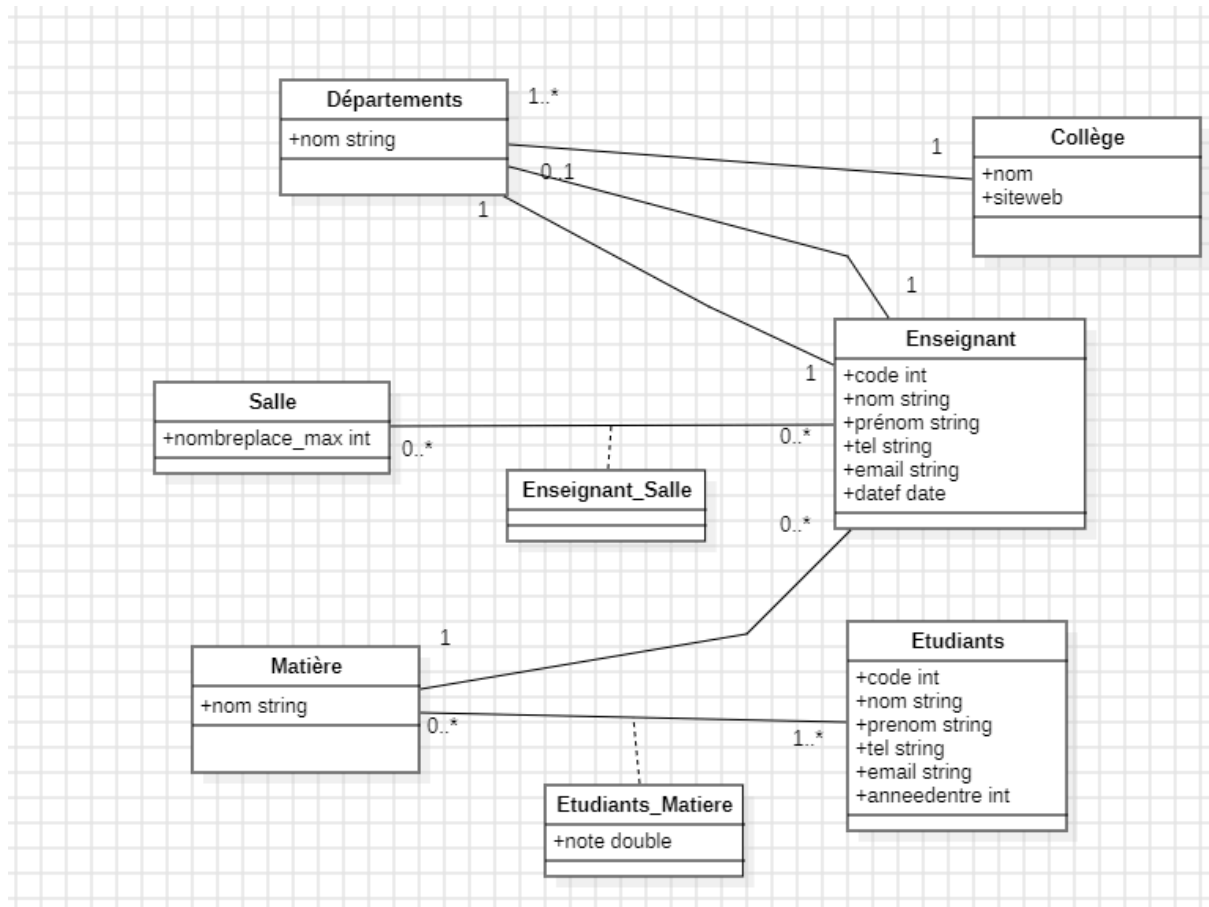 Départements
+nom string
1..*
1
Collège
+nom
+siteweb
0..1
1
1
1
Enseignant
+code int
+nom string
+prénom string
+tel string
+email string
+datef date
Salle
+nombreplace_max int
0..*
0..*
Enseignant_Salle
0..*
1
Matière
+nom string
0..*
1..*
Etudiants
+code int
+nom string
+prenom string
+tel string
+email string
+anneedentre int
Etudiants_Matiere
+note double